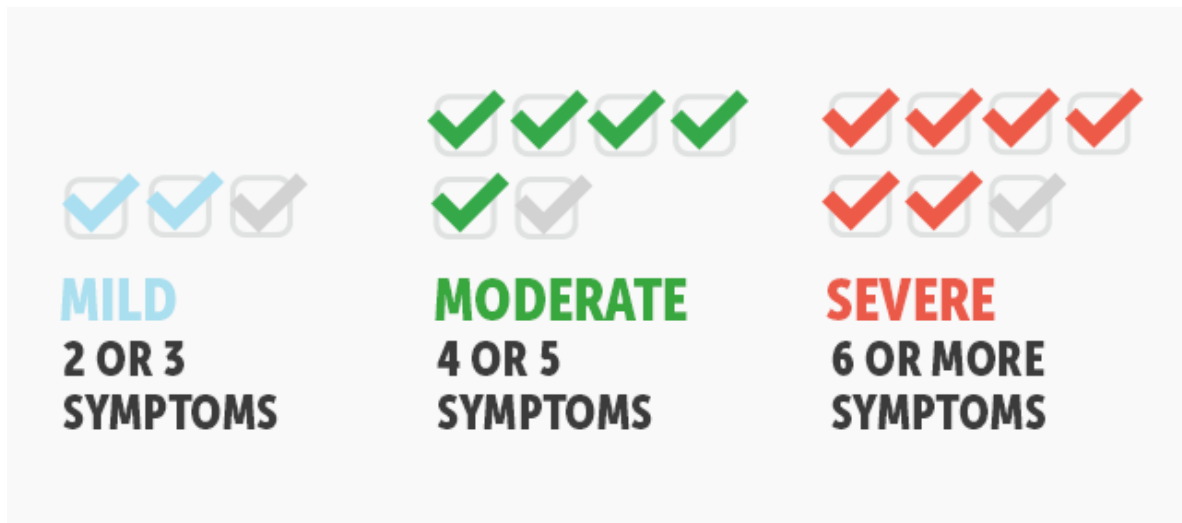 MILD
2 OR 3
SYMPTOMS
MODERATE
4 OR 5
SYMPTOMS
SEVERE
6 OR MORE
SYMPTOMS